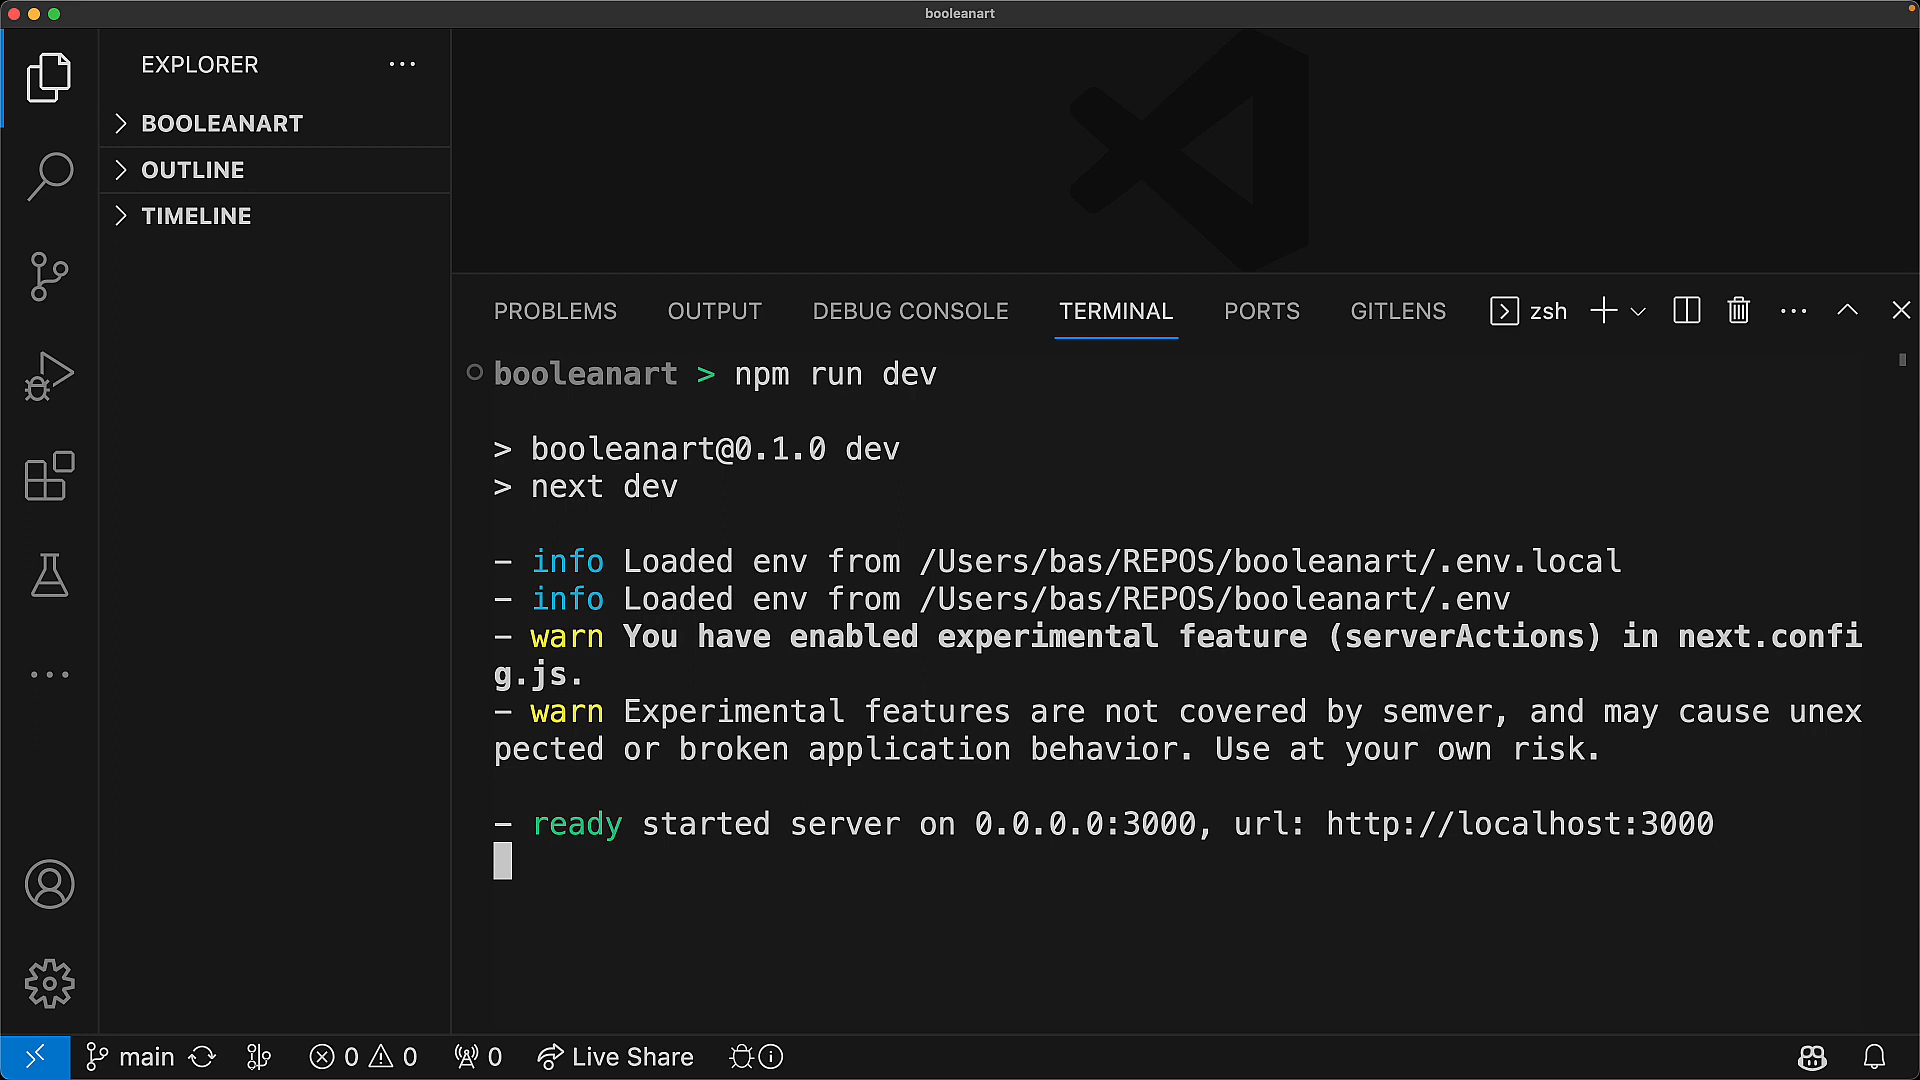 booleanart
EXPLORER
BOOLEANART
OUTLINE
TIMELINE
PROBLEMS OUTPUT DEBUG CONSOLE TERMINAL PORTS GITLENS zsh
booleanart > npm run dev
> booleanart@0.1.0 dev
> next dev
- info Loaded env from /Users/bas/REPOS/booleanart/.env.local
- info Loaded env from /Users/bas/REPOS/booleanart/.env
- warn You have enabled experimental feature (serverActions) in next.confi
g.js.
- warn Experimental features are not covered by semver, and may cause unex
pected or broken application behavior. Use at your own risk.
- ready started server on 0.0.0.0:3000, url: http://localhost:3000
main 0 0 0 Live Share